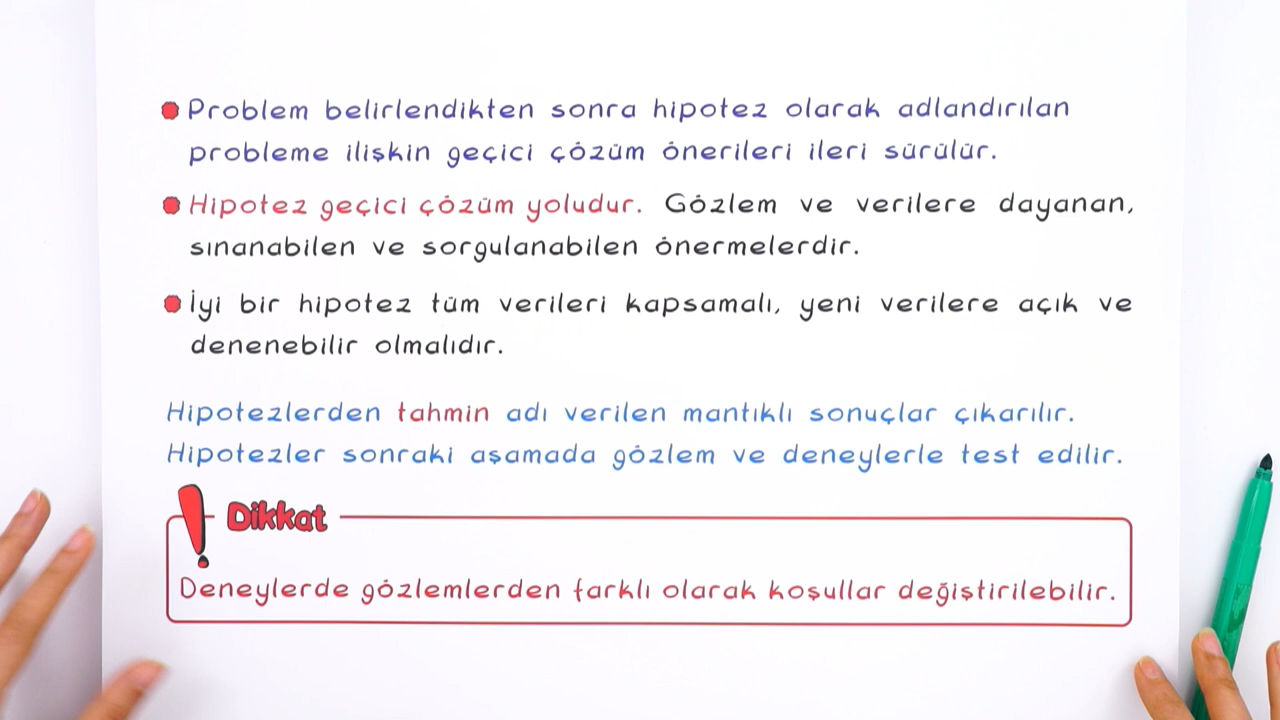 Problem belirlendikten sonra hipotez olarak adlandırılan
probleme ilişkin geçici çözüm önerileri ileri sürülür.
Hipotez geçici çözüm yoludur. Gözlem ve verilere dayanan,
sınanabilen ve sorgulanabilen önermelerdir.
İyi bir hipotez tüm verileri kapsamalı, yeni verilere açık ve
denenebilir olmalıdır.
Hipotezlerden tahmin adı verilen mantıklı sonuçlar çıkarılır.
Hipotezler sonraki aşamada gözlem ve deneylerle test edilir.
Dikkat
Deneylerde gözlemlerden farklı olarak koşullar değiştirilebilir.